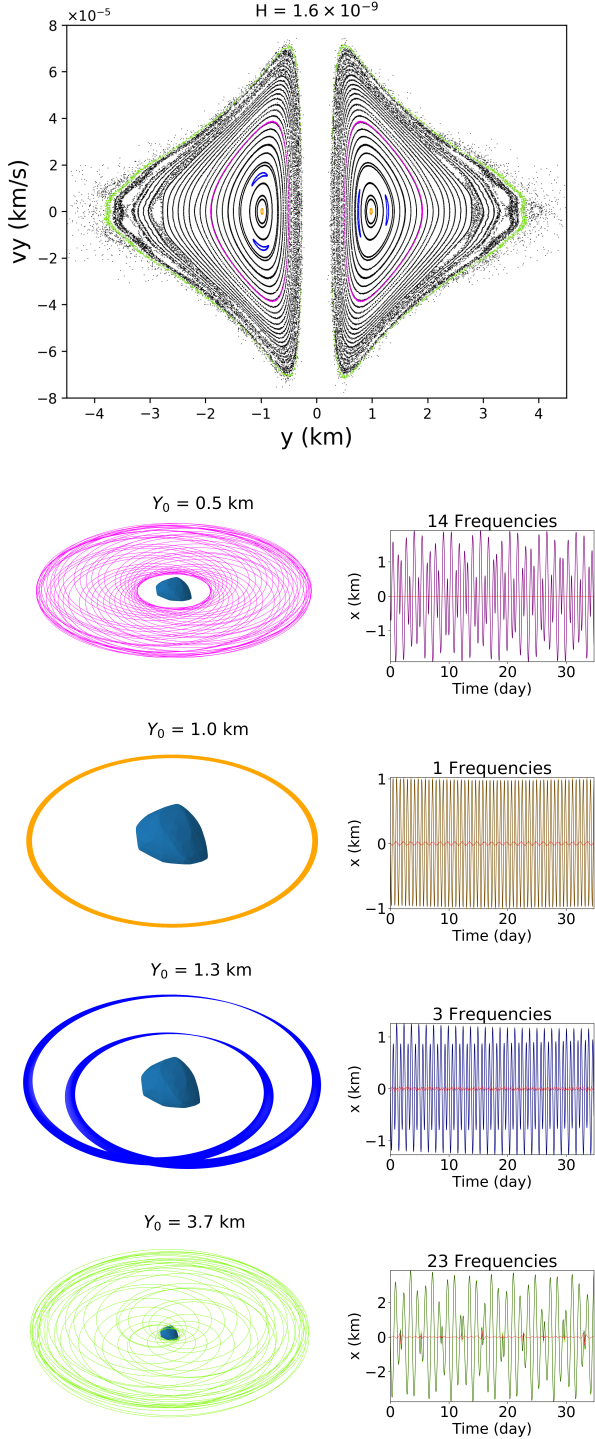 ×10⁻⁵
H = 1.6 × 10⁻⁹
8
6
4
2
0
−2
−4
−6
−8
vy (km/s)
−4 −3 −2 −1 0 1 2 3 4
y (km)
Y₀ = 0.5 km
14 Frequencies
1
0
−1
x (km)
0 10 20 30
Time (day)
Y₀ = 1.0 km
1 Frequencies
1
0
−1
x (km)
0 10 20 30
Time (day)
Y₀ = 1.3 km
3 Frequencies
1
0
−1
x (km)
0 10 20 30
Time (day)
Y₀ = 3.7 km
23 Frequencies
2
0
−2
x (km)
0 10 20 30
Time (day)